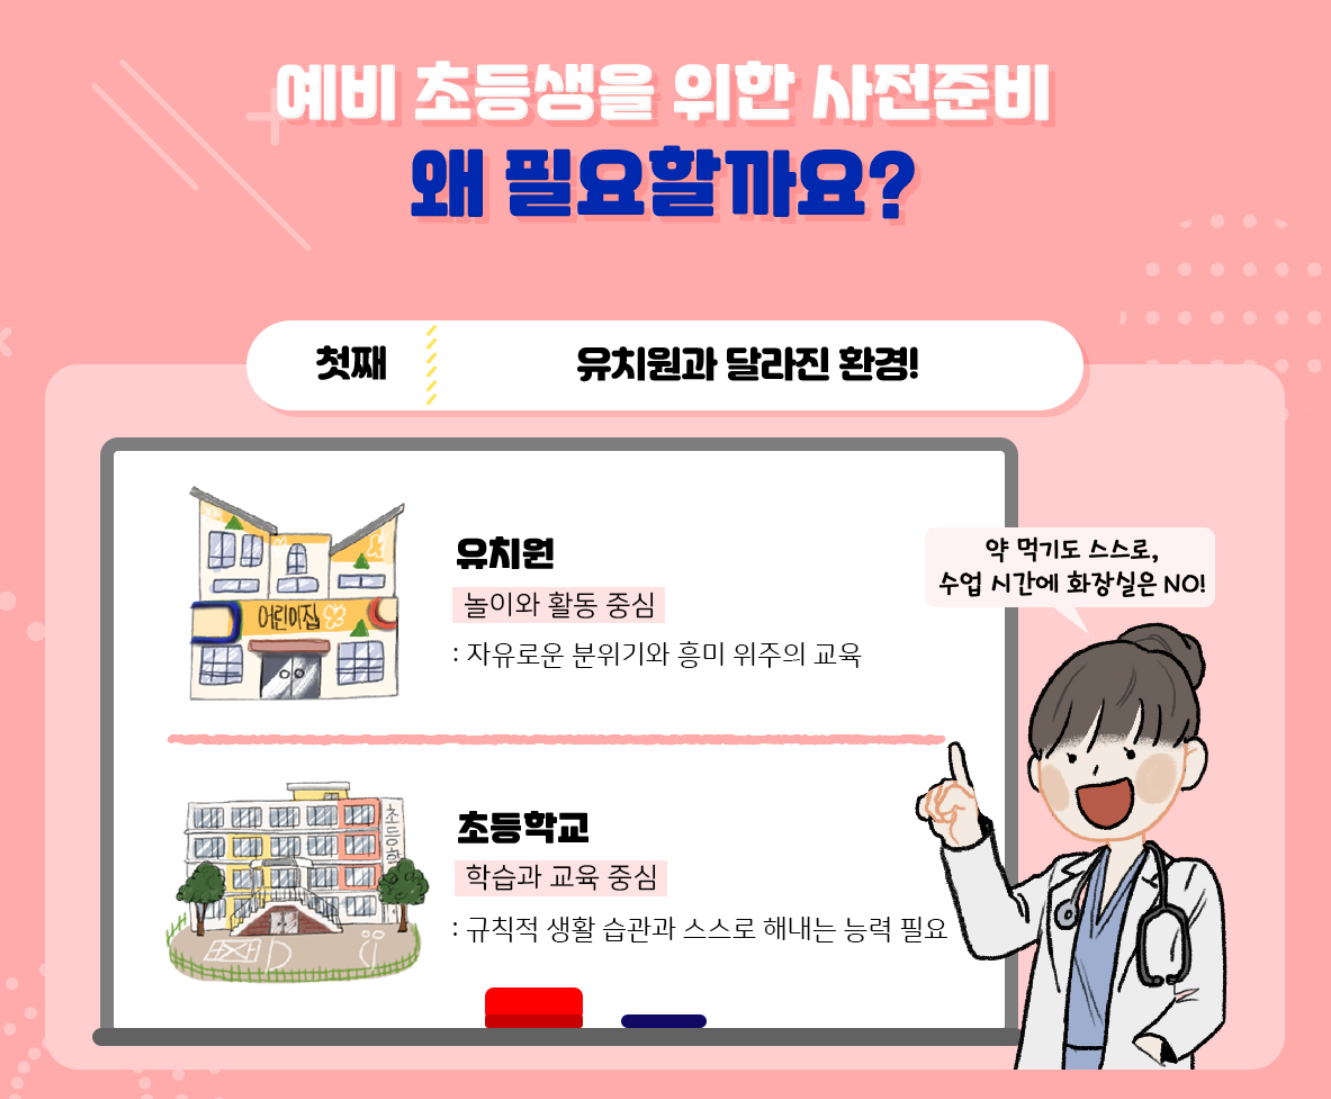 예비 초등생을 위한 사전준비
왜 필요할까요?
첫째
유치원과 달라진 환경!
어린이집
유치원
놀이와 활동 중심
: 자유로운 분위기와 흥미 위주의 교육
약 먹기도 스스로,
수업 시간에 화장실은 NO!
초등학
초등학교
학습과 교육 중심
: 규칙적 생활 습관과 스스로 해내는 능력 필요